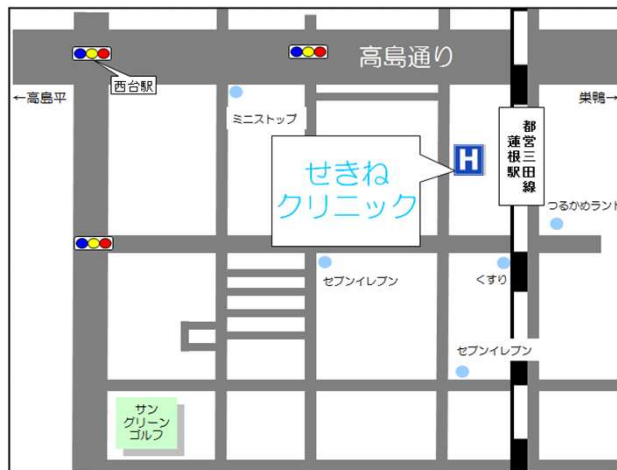 高島通り
西台駅
←高島平
巣鴨→
ミニストップ
都営三田線
蓮根駅
せきね
クリニック
H
つるかめランド
セブンイレブン
くすり
セブンイレブン
サン
グリーン
ゴルフ